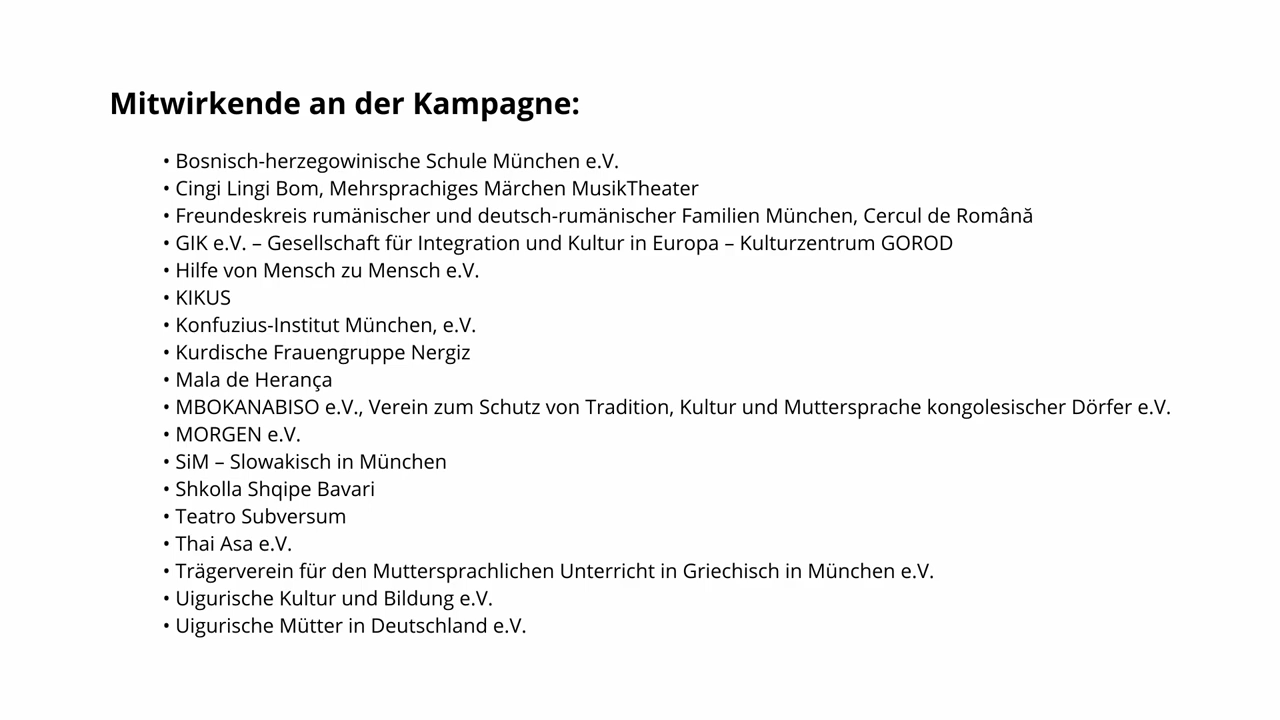 Mitwirkende an der Kampagne:
• Bosnisch-herzegowinische Schule München e.V.
• Cingi Lingi Bom, Mehrsprachiges Märchen MusikTheater
• Freundeskreis rumänischer und deutsch-rumänischer Familien München, Cercul de Română
• GIK e.V. – Gesellschaft für Integration und Kultur in Europa – Kulturzentrum GOROD
• Hilfe von Mensch zu Mensch e.V.
• KIKUS
• Konfuzius-Institut München, e.V.
• Kurdische Frauengruppe Nergiz
• Mala de Herança
• MBOKANABISO e.V., Verein zum Schutz von Tradition, Kultur und Muttersprache kongolesischer Dörfer e.V.
• MORGEN e.V.
• SiM – Slowakisch in München
• Shkolla Shqipe Bavari
• Teatro Subversum
• Thai Asa e.V.
• Trägerverein für den Muttersprachlichen Unterricht in Griechisch in München e.V.
• Uigurische Kultur und Bildung e.V.
• Uigurische Mütter in Deutschland e.V.